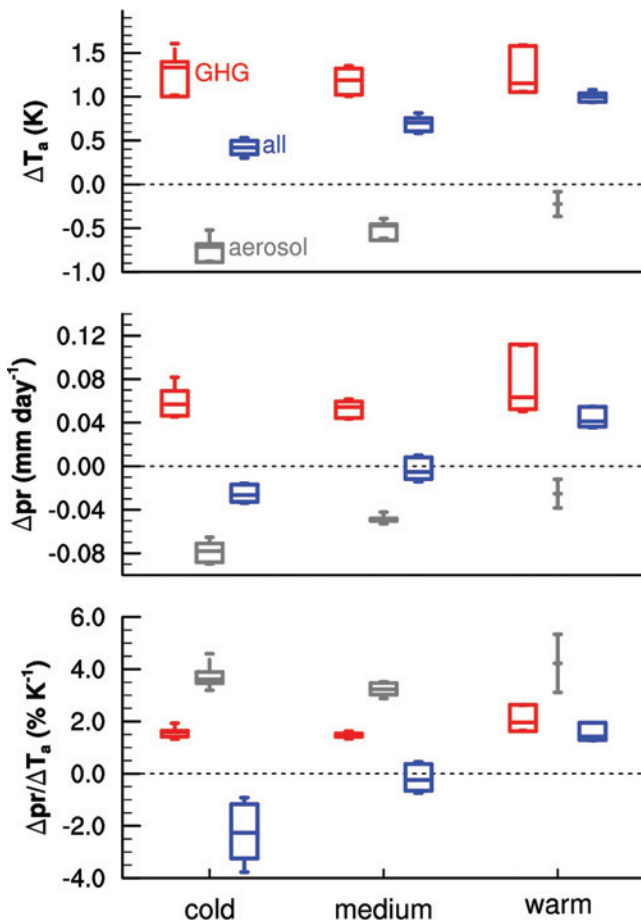 ΔTₐ (K)
1.5
1.0
0.5
0.0
-0.5
-1.0
GHG
all
aerosol
Δpr (mm day⁻¹)
0.12
0.08
0.04
0.00
-0.04
-0.08
Δpr/ΔTₐ (% K⁻¹)
6.0
4.0
2.0
0.0
-2.0
-4.0
cold medium warm